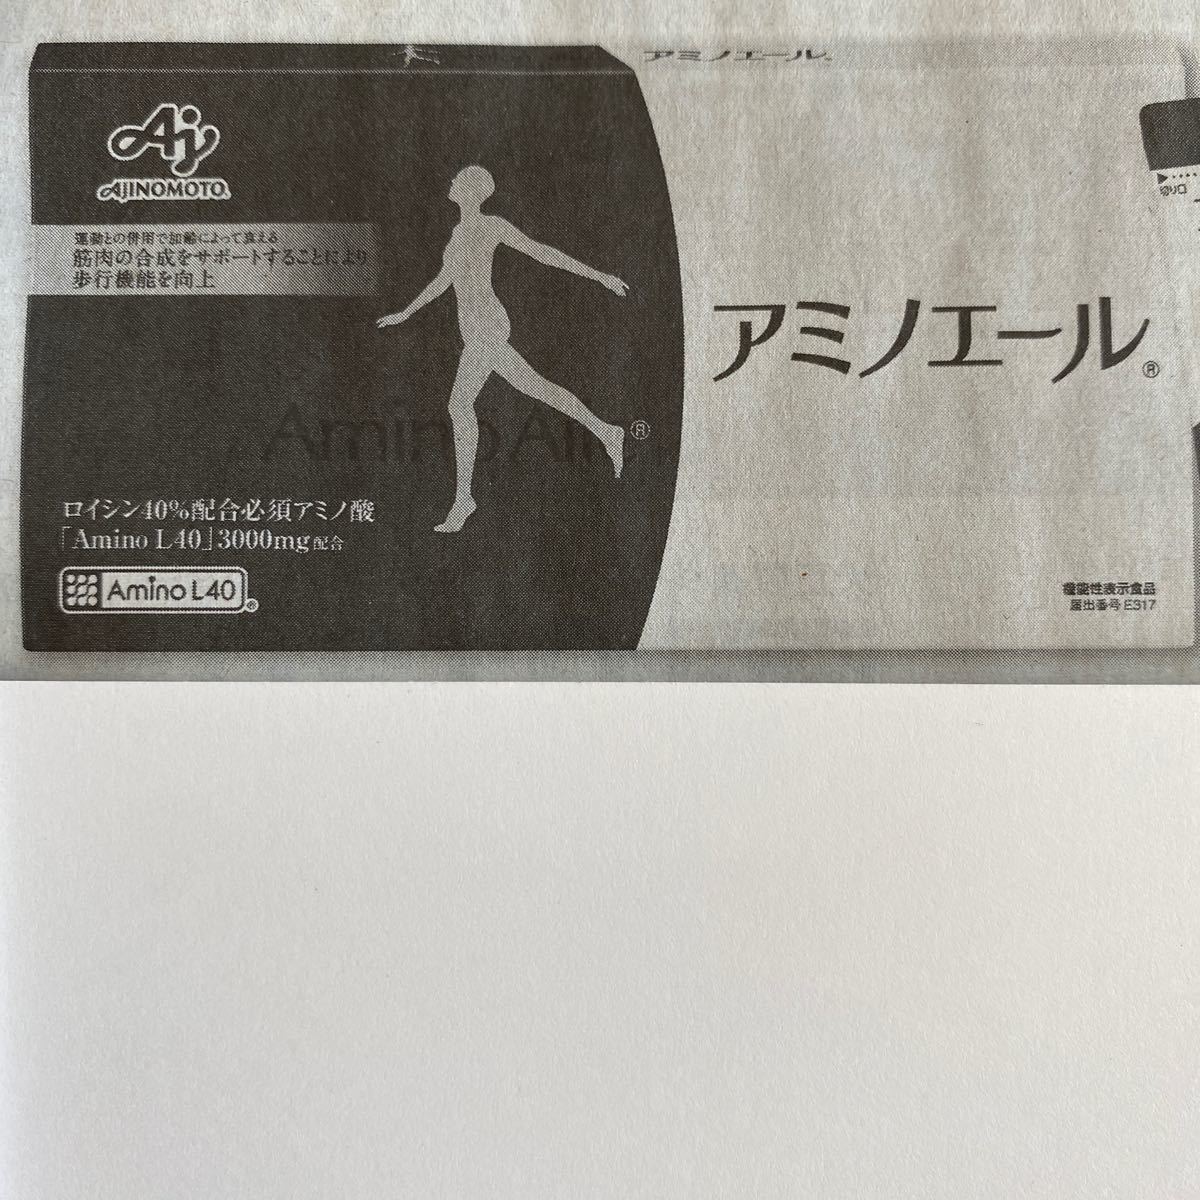 アミノエール
Aj
AJINOMOTO
運動との併用で加齢によって衰える
筋肉の合成をサポートすることにより
歩行機能を向上
切り口
アミノエール®
Amino Aile ®
ロイシン40%配合必須アミノ酸
「Amino L40」3000mg配合
Amino L40®
機能性表示食品
届出番号 E317